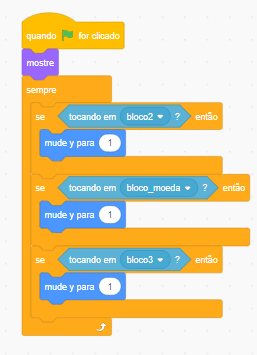 quando for clicado
mostre
sempre
se tocando em bloco2 ? então
mude y para 1
se tocando em bloco_moeda ? então
mude y para 1
se tocando em bloco3 ? então
mude y para 1